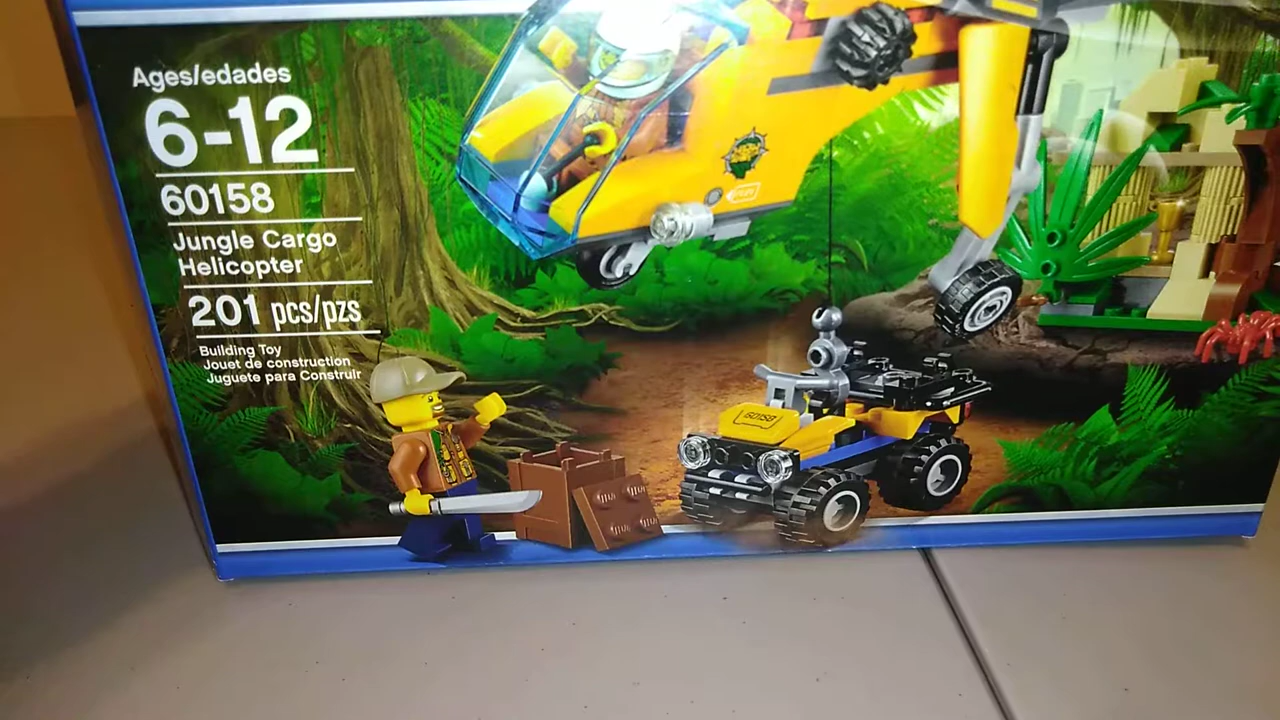 Ages/edades
6-12
60158
Jungle Cargo
Helicopter
201 pcs/pzs
Building Toy
Jouet de construction
Juguete para Construir
60158